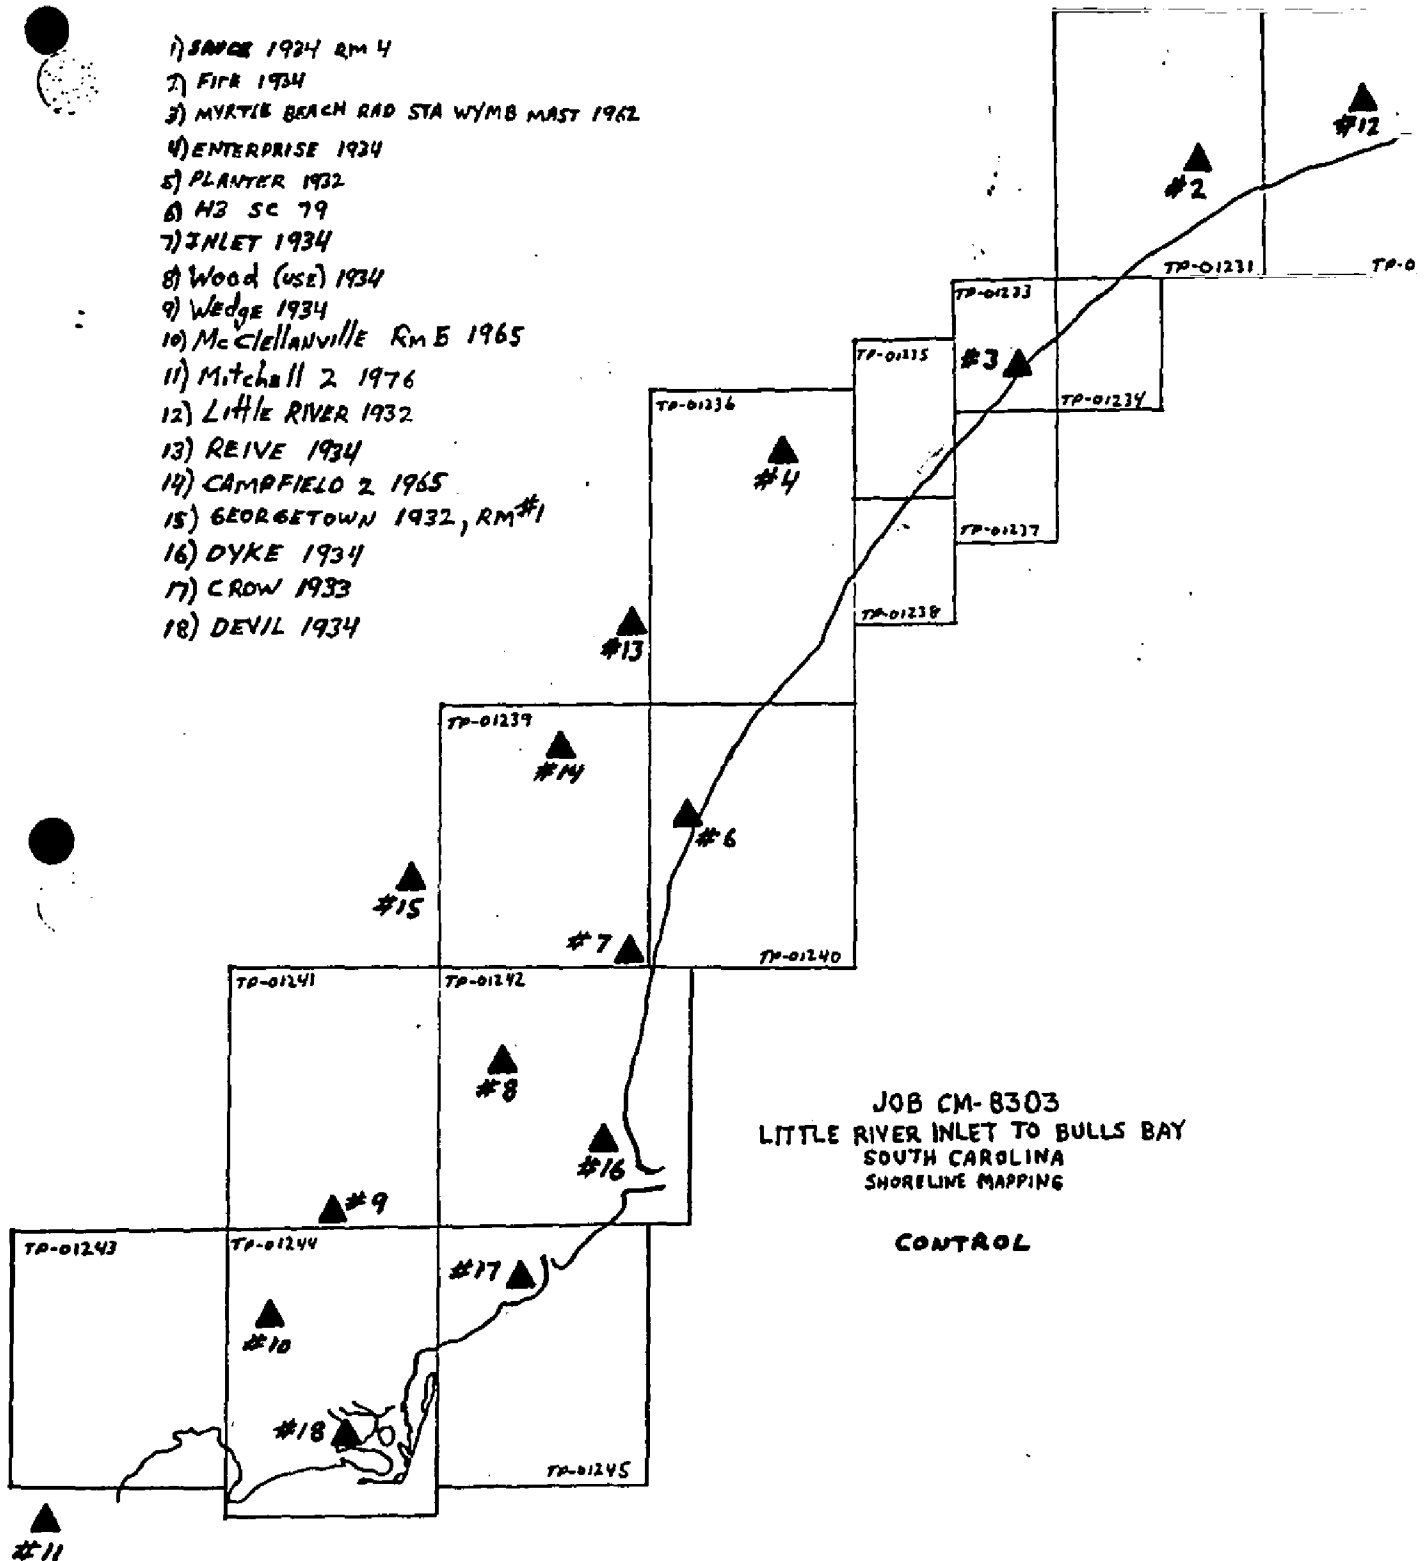 1) SAUCE 1934 RM 4
2) FIFE 1934
3) MYRTLE BEACH RAD STA WYMB MAST 1962
4) ENTERPRISE 1934
5) PLANTER 1932
6) H3 SC 79
7) INLET 1934
8) Wood (USE) 1934
9) Wedge 1934
10) McClellanville Rm 5 1965
11) Mitchell 2 1976
12) Little RIVER 1932
13) REIVE 1934
14) CAMPFIELD 2 1965
15) GEORGETOWN 1932, RM #1
16) DYKE 1934
17) CROW 1933
18) DEVIL 1934
#12
#2
TP-01231
TP-0
TP-01233
TP-01235
#3
TP-01234
TP-01236
#4
TP-01237
TP-01238
#13
TP-01239
#14
#6
#15
#7
TP-01240
TP-01241
TP-01242
#8
#16
#9
JOB CM-8303
LITTLE RIVER INLET TO BULLS BAY
SOUTH CAROLINA
SHORELINE MAPPING
CONTROL
TP-01243
TP-01244
#17
#10
#18
TP-01245
#11